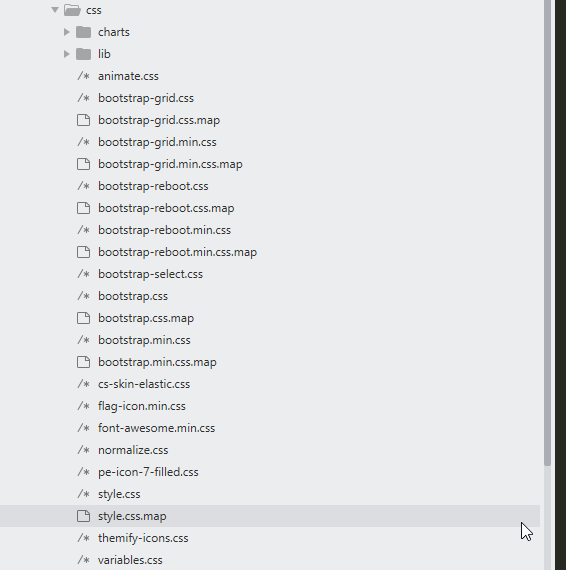 css
charts
lib
/* animate.css
/* bootstrap-grid.css
bootstrap-grid.css.map
/* bootstrap-grid.min.css
bootstrap-grid.min.css.map
/* bootstrap-reboot.css
bootstrap-reboot.css.map
/* bootstrap-reboot.min.css
bootstrap-reboot.min.css.map
/* bootstrap-select.css
/* bootstrap.css
bootstrap.css.map
/* bootstrap.min.css
bootstrap.min.css.map
/* cs-skin-elastic.css
/* flag-icon.min.css
/* font-awesome.min.css
/* normalize.css
/* pe-icon-7-filled.css
/* style.css
style.css.map
/* themify-icons.css
/* variables.css